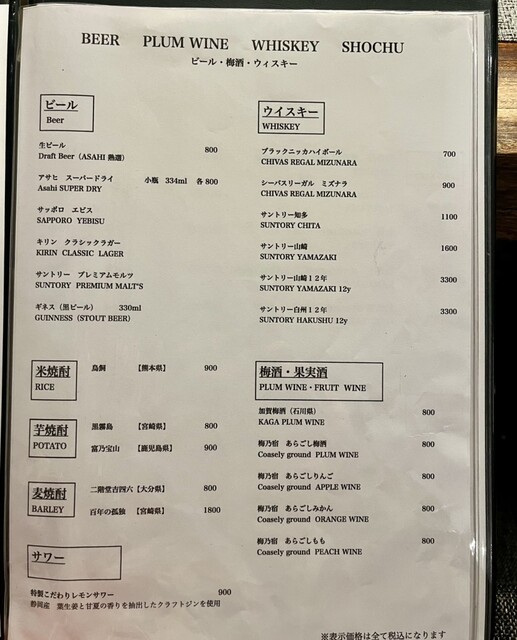 BEER PLUM WINE WHISKEY SHOCHU
ビール・梅酒・ウィスキー
ビール
Beer
生ビール
Draft Beer（ASAHI 熟選） 800
アサヒ スーパードライ 小瓶 334ml 各 800
Asahi SUPER DRY
サッポロ エビス
SAPPORO YEBISU
キリン クラシックラガー
KIRIN CLASSIC LAGER
サントリー プレミアムモルツ
SUNTORY PREMIUM MALT'S
ギネス（黒ビール） 330ml
GUINNESS（STOUT BEER）
ウイスキー
WHISKEY
ブラックニッカハイボール
CHIVAS REGAL MIZUNARA 700
シーバスリーガル ミズナラ
CHIVAS REGAL MIZUNARA 900
サントリー知多
SUNTORY CHITA 1100
サントリー山崎
SUNTORY YAMAZAKI 1600
サントリー山崎１２年
SUNTORY YAMAZAKI 12y 3300
サントリー白州１２年
SUNTORY HAKUSHU 12y 3300
米焼酎
RICE
鳥飼 【熊本県】 900
芋焼酎
POTATO
黒霧島 【宮崎県】 800
富乃宝山 【鹿児島県】 900
麦焼酎
BARLEY
二階堂吉四六【大分県】 800
百年の孤独 【宮崎県】 1800
サワー
特製こだわりレモンサワー 900
静岡産 葉生姜と甘夏の香りを抽出したクラフトジンを使用
梅酒・果実酒
PLUM WINE・FRUIT WINE
加賀梅酒（石川県）
KAGA PLUM WINE 800
梅乃宿 あらごし梅酒
Coasely ground PLUM WINE 800
梅乃宿 あらごしりんご
Coasely ground APPLE WINE 800
梅乃宿 あらごしみかん
Coasely ground ORANGE WINE 800
梅乃宿 あらごしもも
Coasely ground PEACH WINE 800
※表示価格は全て税込になります